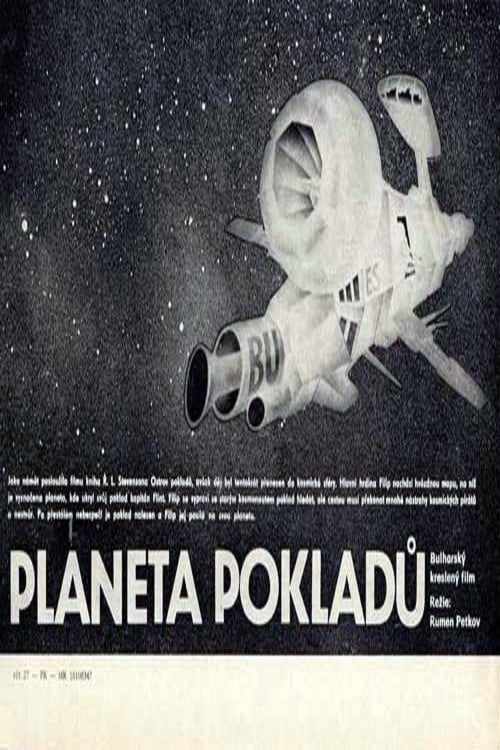 ES
BU
Jako námět posloužila filmu kniha R. L. Stevensona Ostrov pokladů, avšak děj byl tentokrát přenesen do kosmické sféry. Hlavní hrdina Filip nachází hvězdnou mapu, na níž
je vyznačena planeta, kde ukryl svůj poklad kapitán Flint. Filip se vypraví se starým kosmonautem poklad hledat, ale cestou musí překonat mnohé nástrahy kosmických pirátů
a nestvůr. Po přestálém nebezpečí je poklad nalezen a Filip jej posílá na svou planetu.
PLANETA POKLADŮ
Bulharský
kreslený film
Režie:
Rumen Petkov